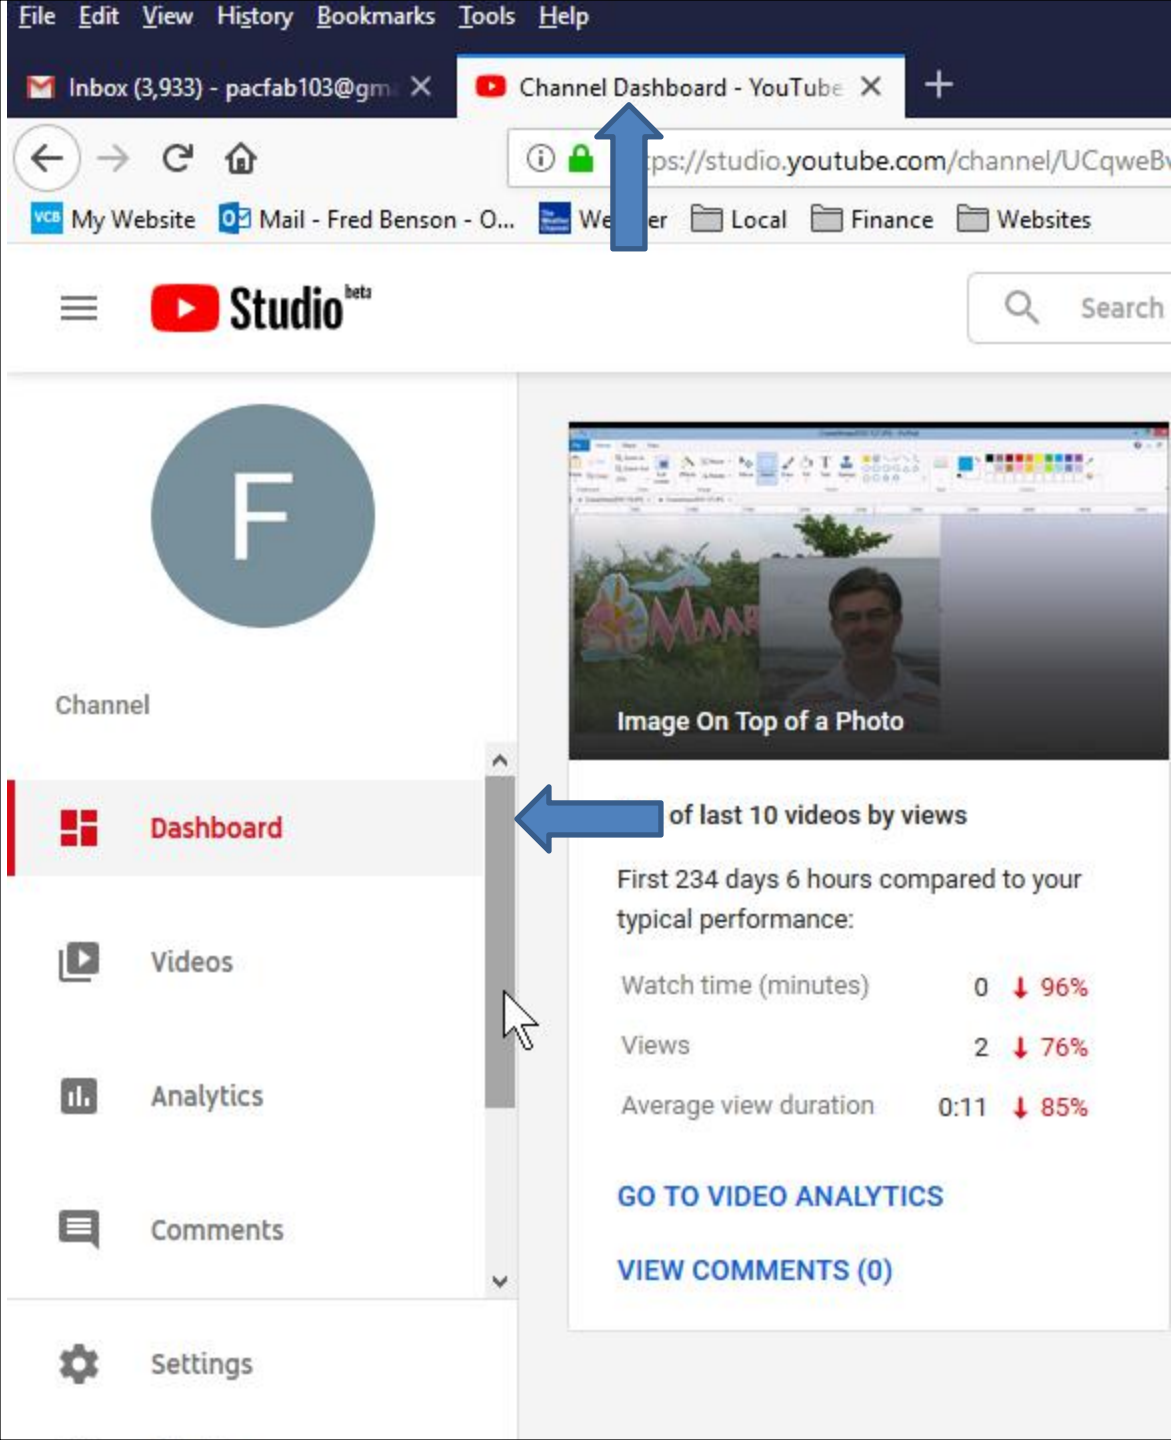 File Edit View History Bookmarks Tools Help
Inbox (3,933) - pacfab103@gm
Channel Dashboard - YouTube
ps://studio.youtube.com/channel/UCqweB
VCB My Website Mail - Fred Benson - O... We er Local Finance Websites
Studio beta
Search
F
Channel
Image On Top of a Photo
Dashboard
of last 10 videos by views
First 234 days 6 hours compared to your
typical performance:
Videos
Watch time (minutes) 0 ↓ 96%
Views 2 ↓ 76%
Analytics
Average view duration 0:11 ↓ 85%
GO TO VIDEO ANALYTICS
Comments
VIEW COMMENTS (0)
Settings